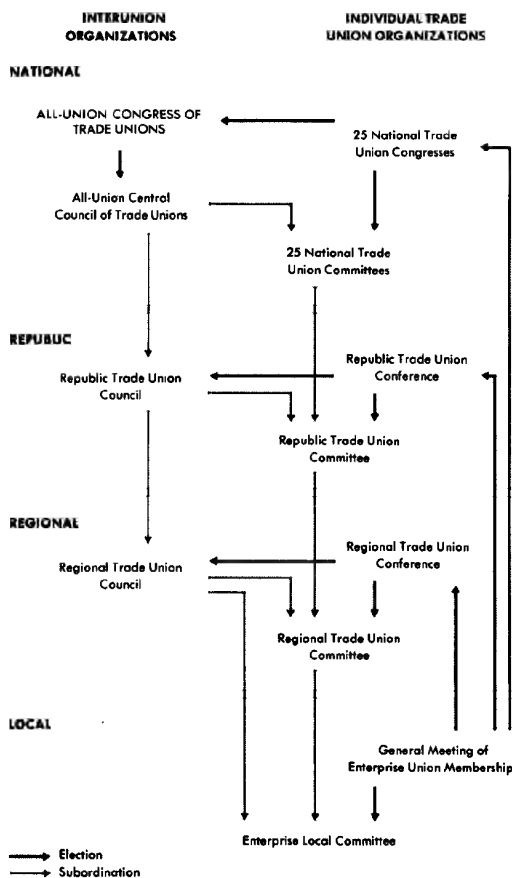 INTERUNION
ORGANIZATIONS
INDIVIDUAL TRADE
UNION ORGANIZATIONS
NATIONAL
ALL-UNION CONGRESS OF
TRADE UNIONS
25 National Trade
Union Congresses
All-Union Central
Council of Trade Unions
25 National Trade
Union Committees
REPUBLIC
Republic Trade Union
Council
Republic Trade Union
Conference
Republic Trade Union
Committee
REGIONAL
Regional Trade Union
Council
Regional Trade Union
Conference
Regional Trade Union
Committee
LOCAL
General Meeting of
Enterprise Union Membership
Enterprise Local Committee
Election
Subordination